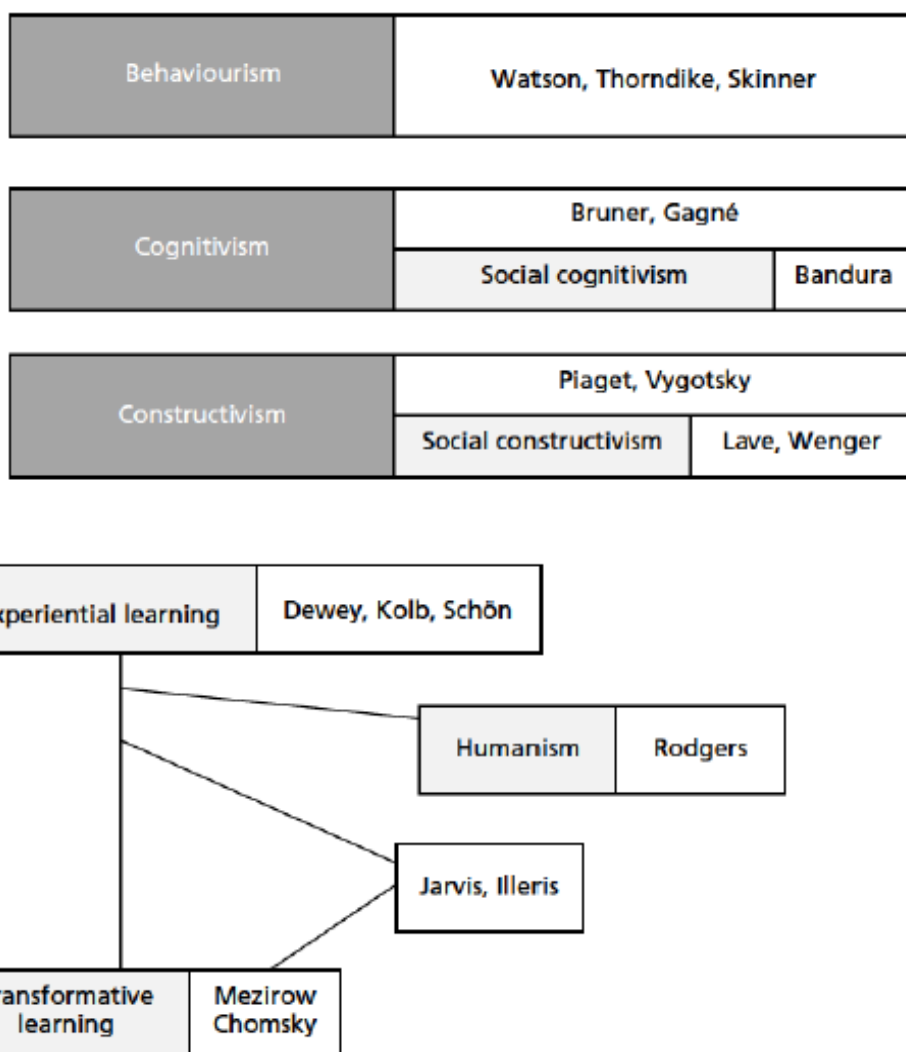 Behaviourism
Watson, Thorndike, Skinner
Cognitivism
Bruner, Gagné
Social cognitivism
Bandura
Constructivism
Piaget, Vygotsky
Social constructivism
Lave, Wenger
xperiential learning
Dewey, Kolb, Schön
Humanism
Rodgers
Jarvis, Illeris
ransformative
learning
Mezirow
Chomsky